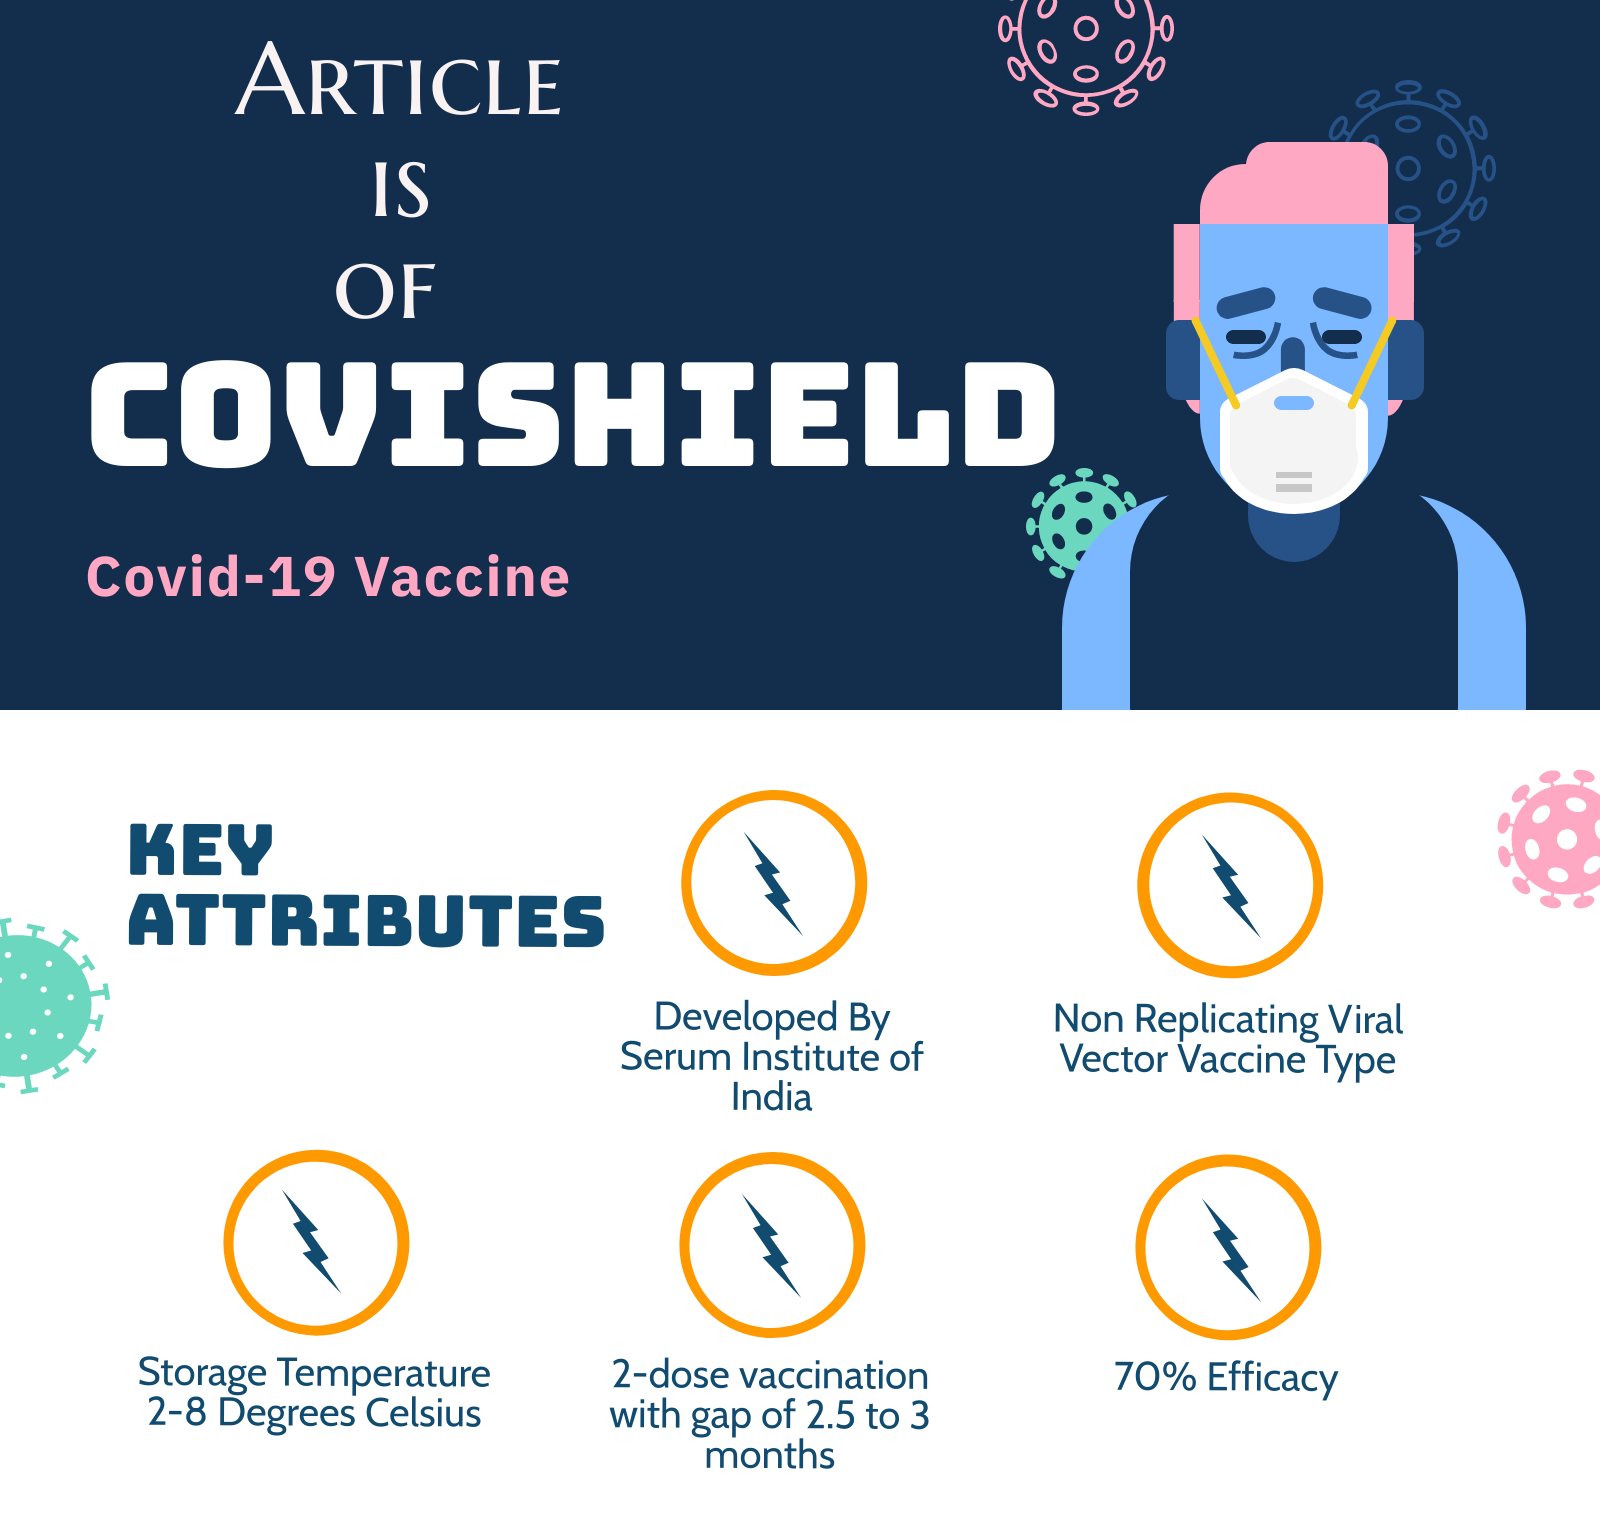 Article
is
of
COVISHIELD
Covid-19 Vaccine
KEY
ATTRIBUTES
Developed By
Serum Institute of
India
Non Replicating Viral
Vector Vaccine Type
Storage Temperature
2-8 Degrees Celsius
2-dose vaccination
with gap of 2.5 to 3
months
70% Efficacy